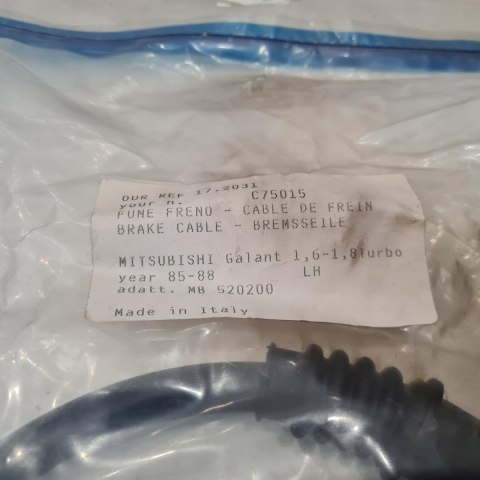 OUR REF 17.2031
your n. C75015
FUNE FRENO - CABLE DE FREIN
BRAKE CABLE - BREMSSEILE
MITSUBISHI Galant 1,6-1,8Turbo
year 85-88 LH
adatt. MB 520200
Made in Italy